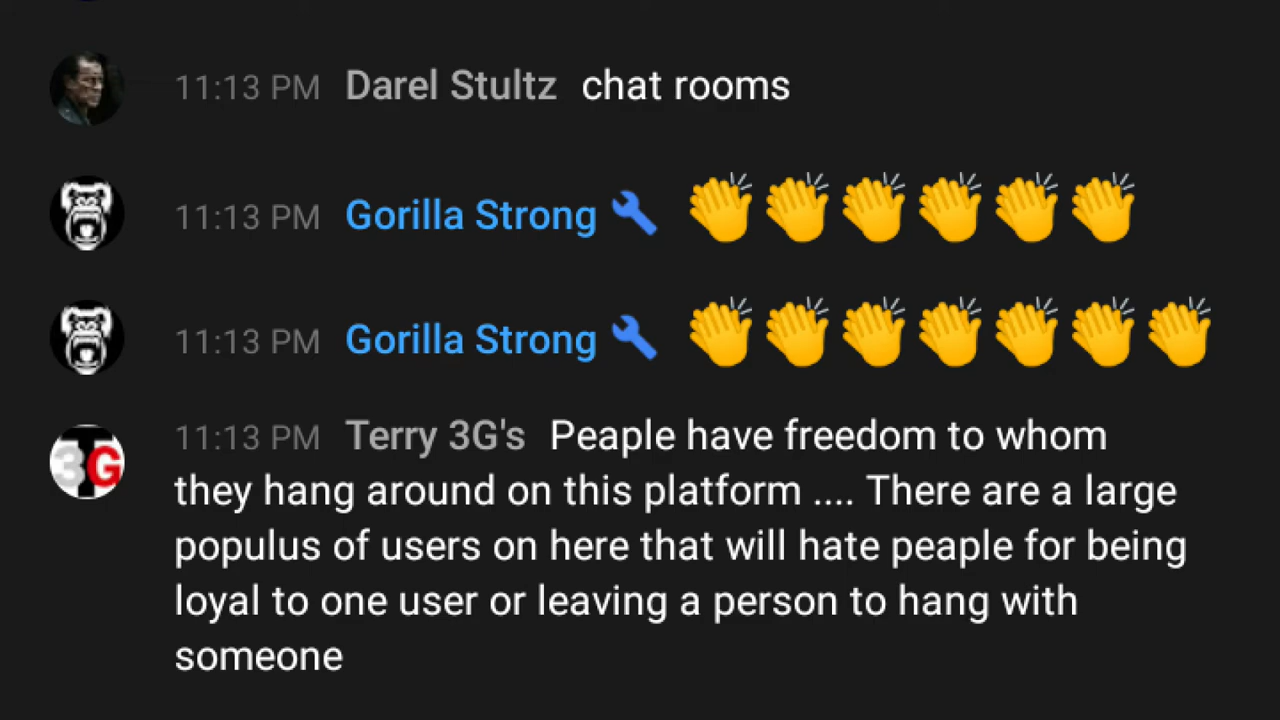 11:13 PM Darel Stultz chat rooms
11:13 PM Gorilla Strong 🔧 👏👏👏👏👏👏
11:13 PM Gorilla Strong 🔧 👏👏👏👏👏👏👏
3G
11:13 PM Terry 3G's Peaple have freedom to whom
they hang around on this platform .... There are a large
populus of users on here that will hate peaple for being
loyal to one user or leaving a person to hang with
someone